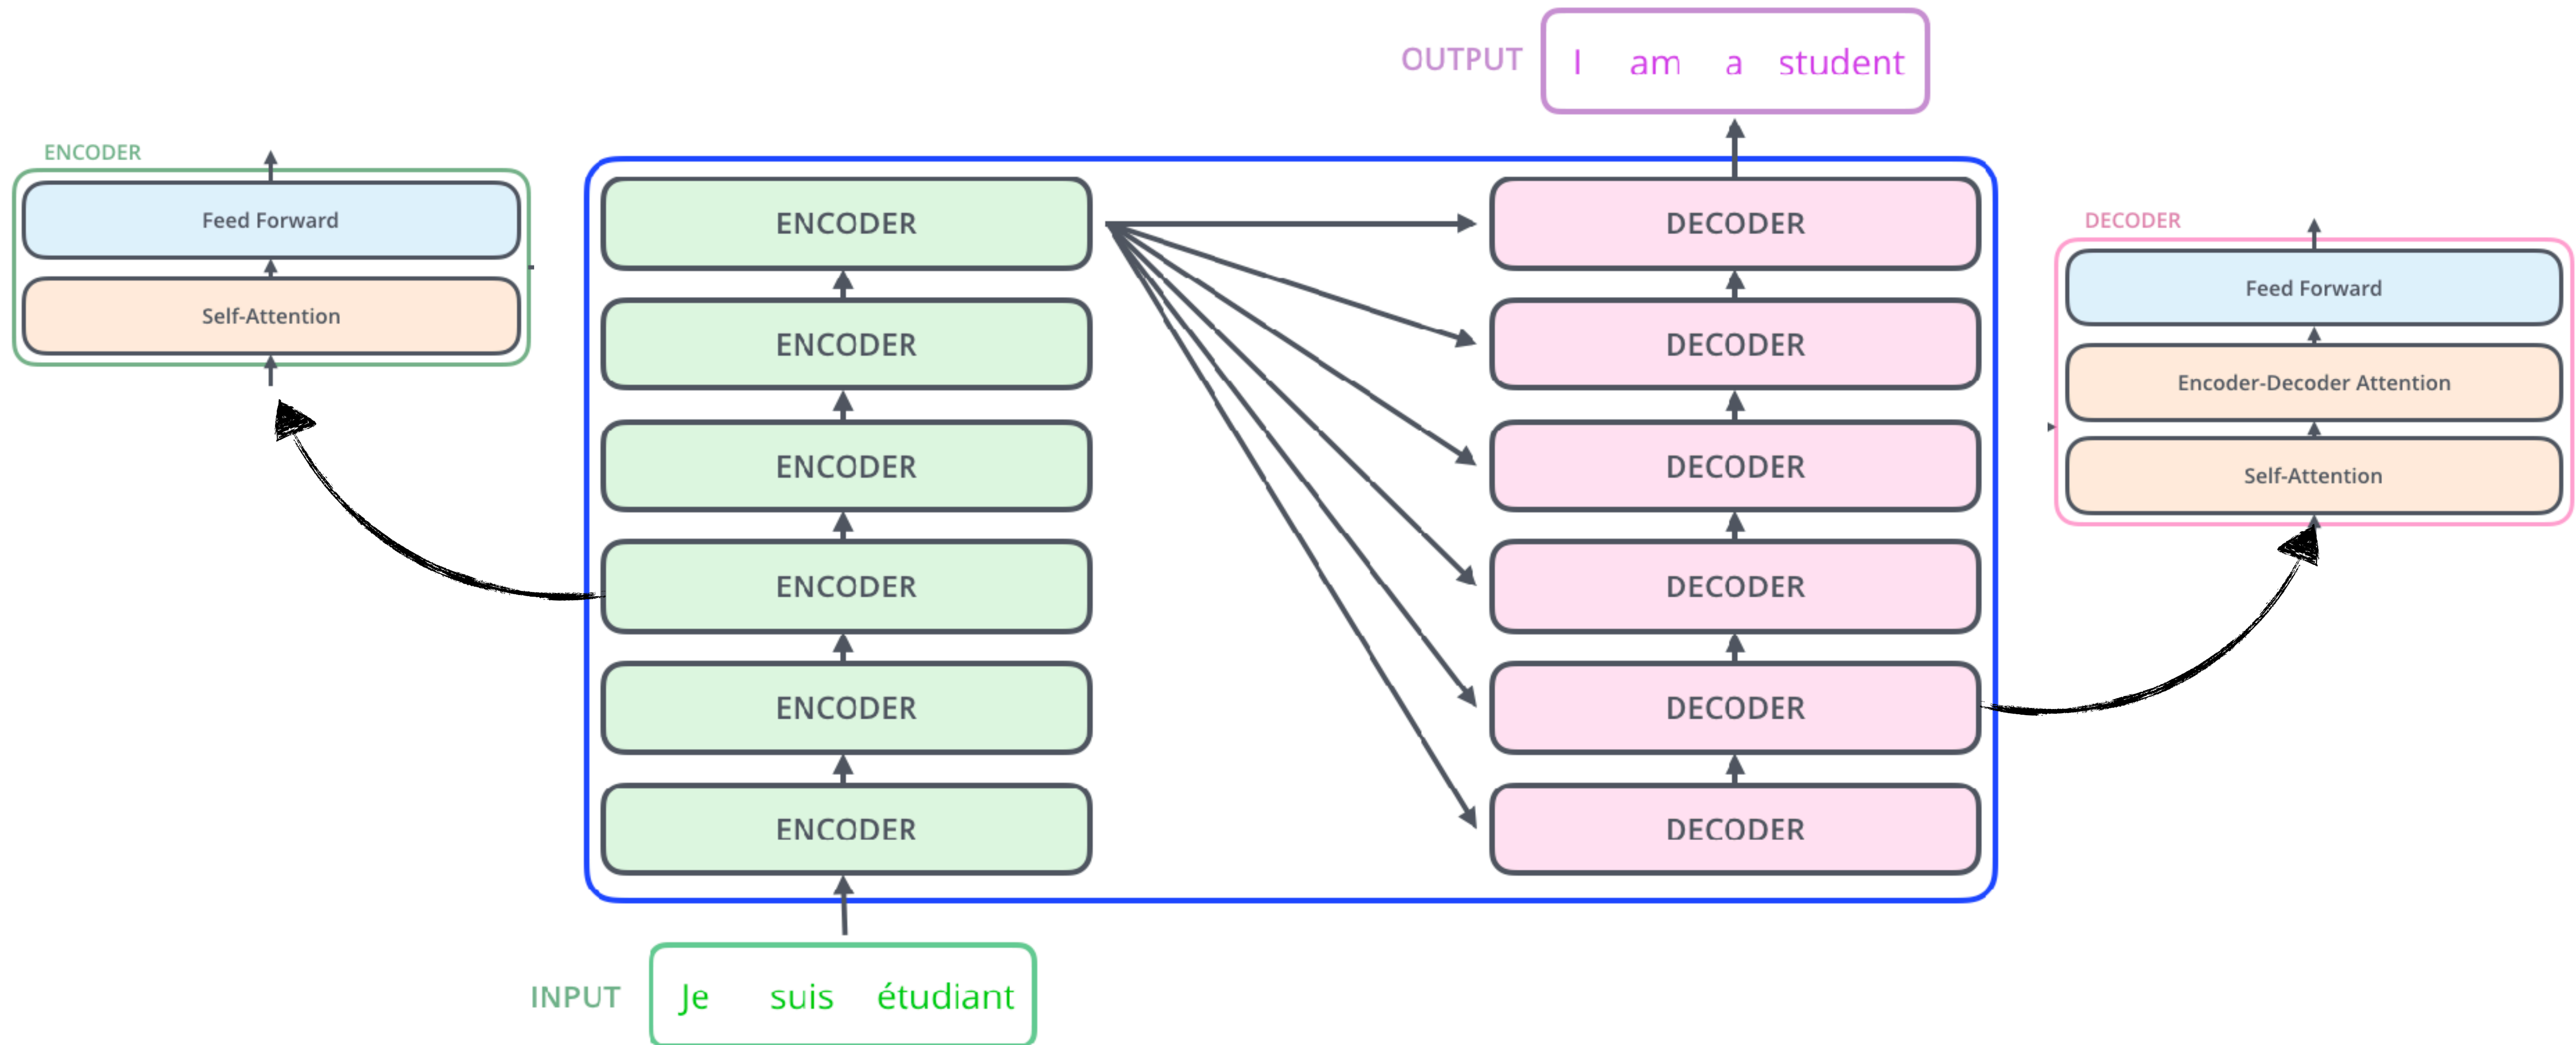 OUTPUT I am a student
ENCODER
Feed Forward
Self-Attention
ENCODER
ENCODER
ENCODER
ENCODER
ENCODER
ENCODER
DECODER
DECODER
DECODER
DECODER
DECODER
DECODER
DECODER
Feed Forward
Encoder-Decoder Attention
Self-Attention
INPUT Je suis étudiant